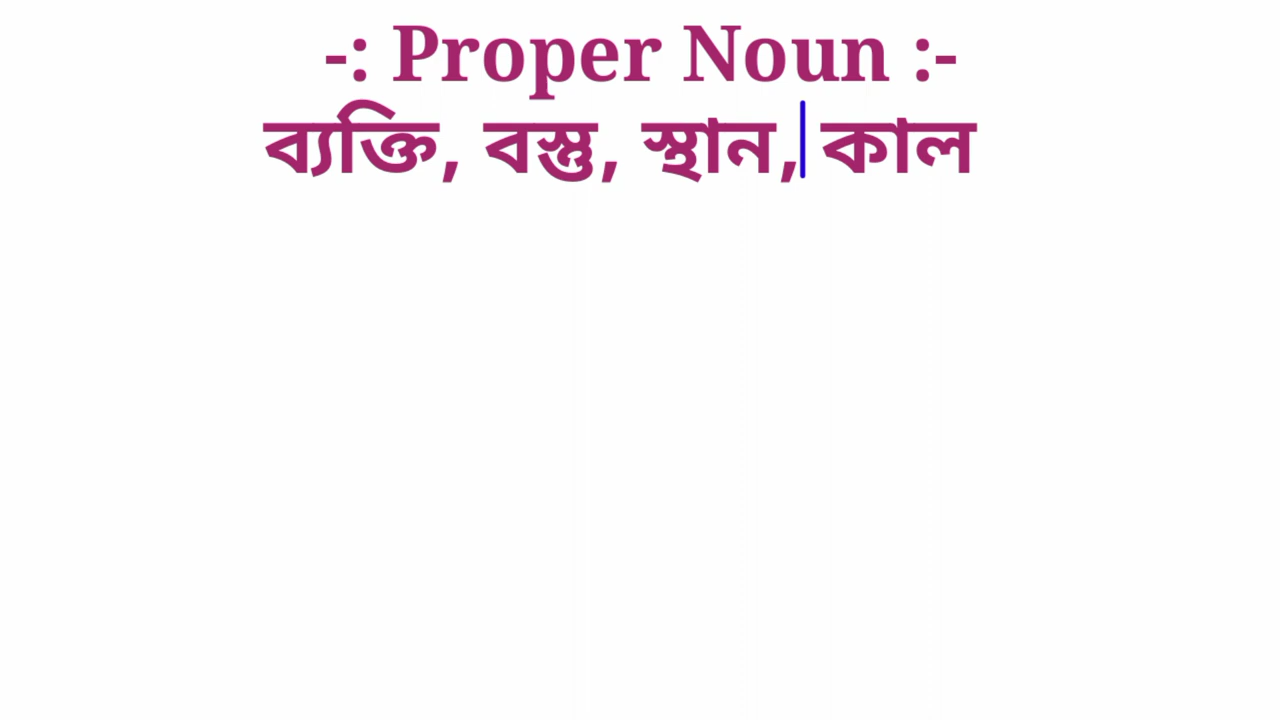 -: Proper Noun :-
ব্যক্তি, বস্তু, স্থান, কাল